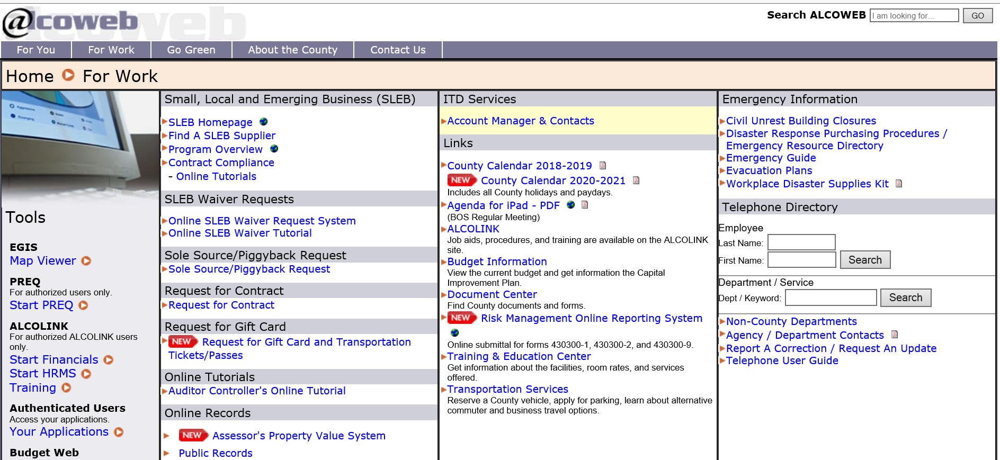 @lcoweb
Search ALCOWEB
I am looking for...
GO
For You
For Work
Go Green
About the County
Contact Us
Home For Work
Tools
EGIS
Map Viewer
PREQ
For authorized users only.
Start PREQ
ALCOLINK
For authorized ALCOLINK users
only.
Start Financials
Start HRMS
Training
Authenticated Users
Access your applications.
Your Applications
Budget Web
Small, Local and Emerging Business (SLEB)
SLEB Homepage
Find A SLEB Supplier
Program Overview
Contract Compliance
- Online Tutorials
SLEB Waiver Requests
Online SLEB Waiver Request System
Online SLEB Waiver Tutorial
Sole Source/Piggyback Request
Sole Source/Piggyback Request
Request for Contract
Request for Contract
Request for Gift Card
NEW Request for Gift Card and Transportation
Tickets/Passes
Online Tutorials
Auditor Controller's Online Tutorial
Online Records
NEW Assessor's Property Value System
Public Records
ITD Services
Account Manager & Contacts
Links
County Calendar 2018-2019
NEW County Calendar 2020-2021
Includes all County holidays and paydays.
Agenda for iPad - PDF
(BOS Regular Meeting)
ALCOLINK
Job aids, procedures, and training are available on the ALCOLINK
site.
Budget Information
View the current budget and get information the Capital
Improvement Plan.
Document Center
Find County documents and forms.
NEW Risk Management Online Reporting System
Online submittal for forms 430300-1, 430300-2, and 430300-9.
Training & Education Center
Get information about the facilities, room rates, and services
offered.
Transportation Services
Reserve a County vehicle, apply for parking, learn about alternative
commuter and business travel options.
Emergency Information
Civil Unrest Building Closures
Disaster Response Purchasing Procedures /
Emergency Resource Directory
Emergency Guide
Evacuation Plans
Workplace Disaster Supplies Kit
Telephone Directory
Employee
Last Name:
First Name: Search
Department / Service
Dept / Keyword: Search
Non-County Departments
Agency / Department Contacts
Report A Correction / Request An Update
Telephone User Guide